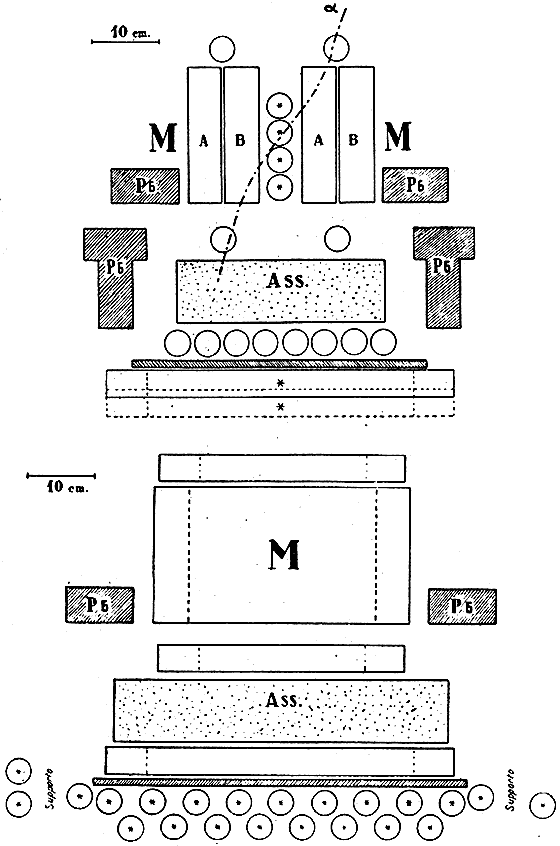 α
10 cm.
M A B * A B M
*
*
*
Pb Pb
Pb Ass. Pb
*
*
10 cm.
M
Pb Pb
Ass.
Supporto Supporto